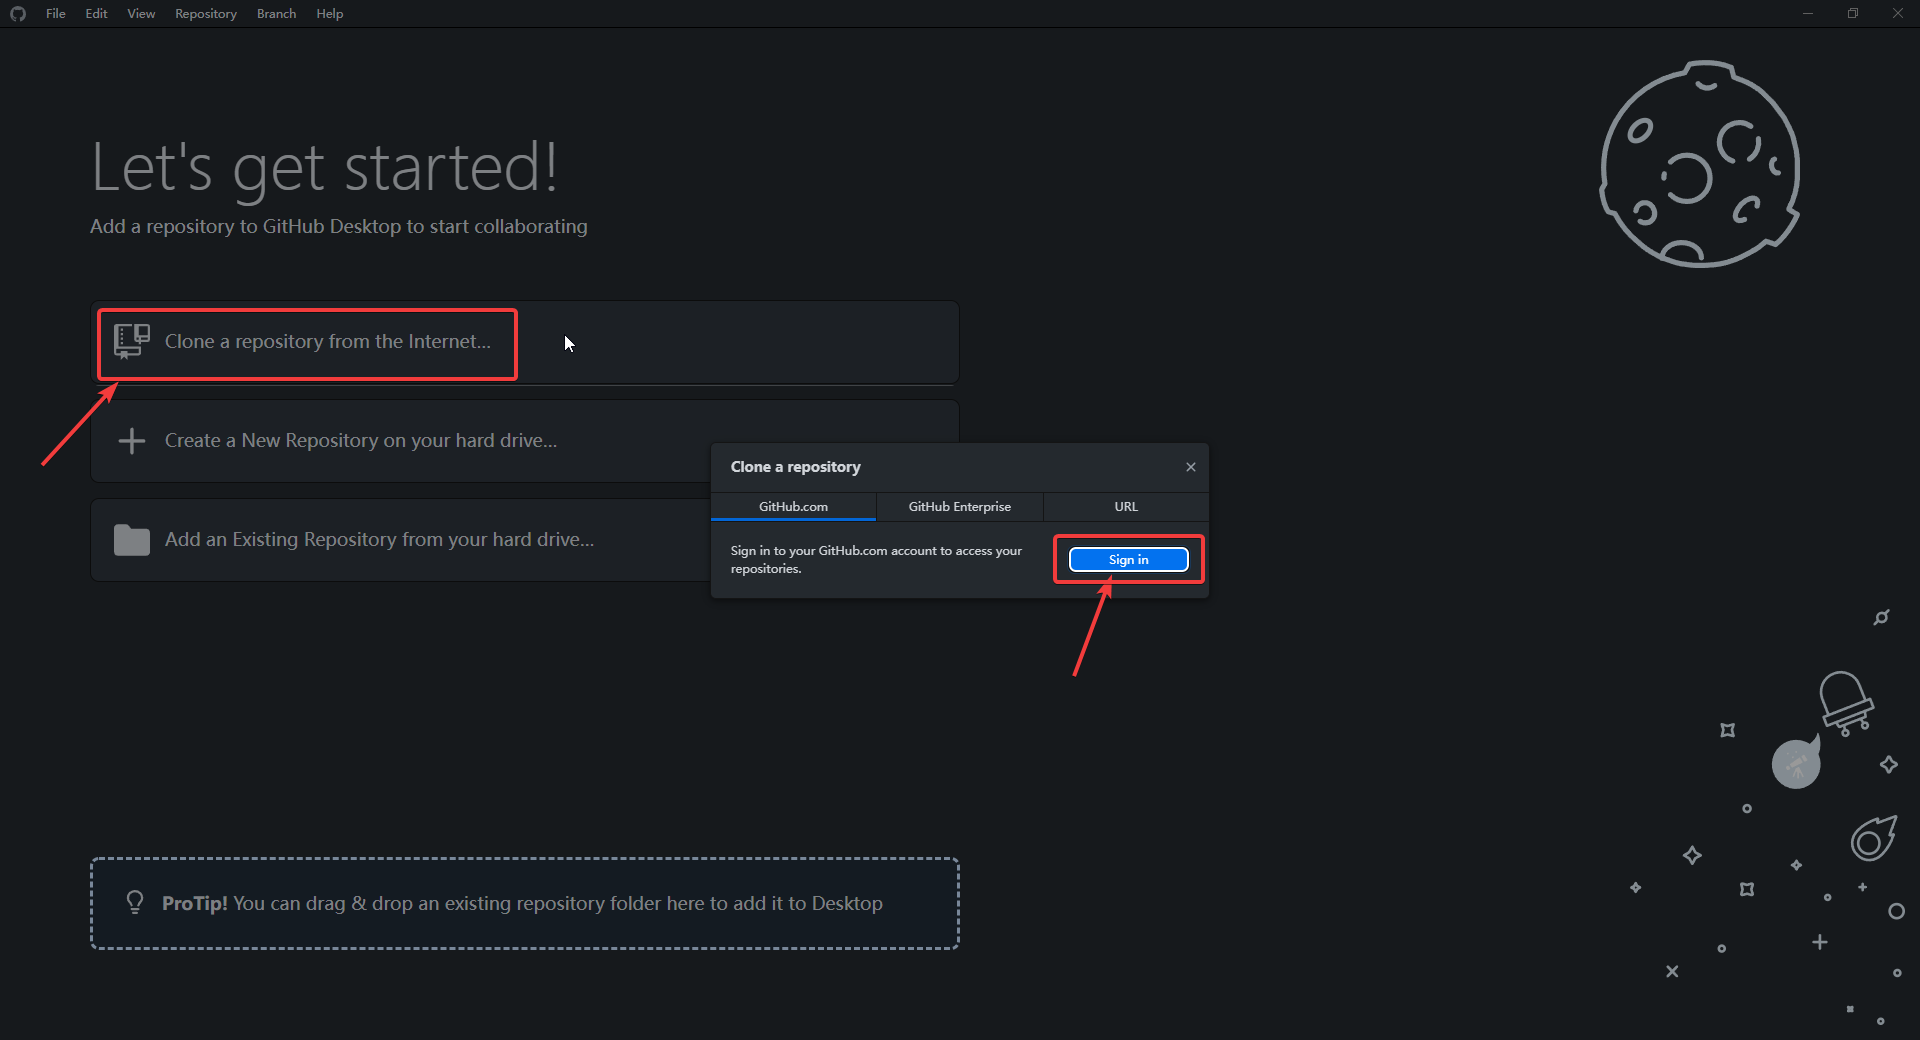 File Edit View Repository Branch Help
Let's get started!
Add a repository to GitHub Desktop to start collaborating
Clone a repository from the Internet...
Create a New Repository on your hard drive...
Add an Existing Repository from your hard drive...
Clone a repository
GitHub.com GitHub Enterprise URL
Sign in to your GitHub.com account to access your
repositories.
Sign in
ProTip! You can drag & drop an existing repository folder here to add it to Desktop